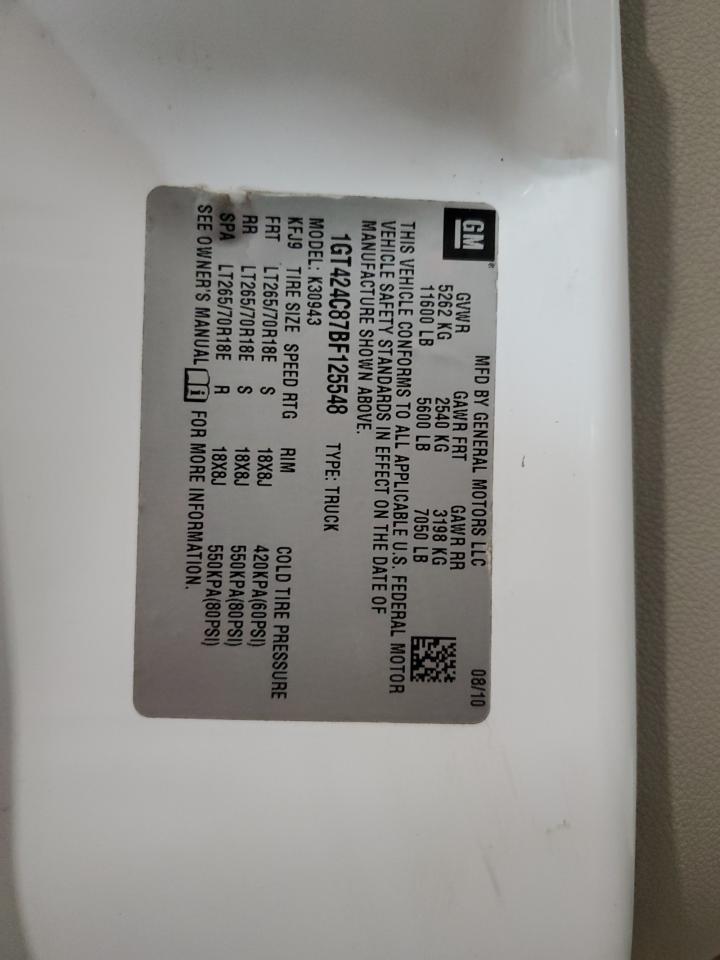 GM®
MFD BY GENERAL MOTORS LLC 08/10
GVWR GAWR FRT GAWR RR
5262 KG 2540 KG 3198 KG
11600 LB 5600 LB 7050 LB
THIS VEHICLE CONFORMS TO ALL APPLICABLE U.S. FEDERAL MOTOR
VEHICLE SAFETY STANDARDS IN EFFECT ON THE DATE OF
MANUFACTURE SHOWN ABOVE.
1GT424C87BF125548 TYPE: TRUCK
MODEL: K30943
KFJ9 TIRE SIZE SPEED RTG RIM COLD TIRE PRESSURE
FRT LT265/70R18E S 18X8J 420KPA(60PSI)
RR LT265/70R18E S 18X8J 550KPA(80PSI)
SPA LT265/70R18E R 18X8J 550KPA(80PSI)
SEE OWNER'S MANUAL i FOR MORE INFORMATION.